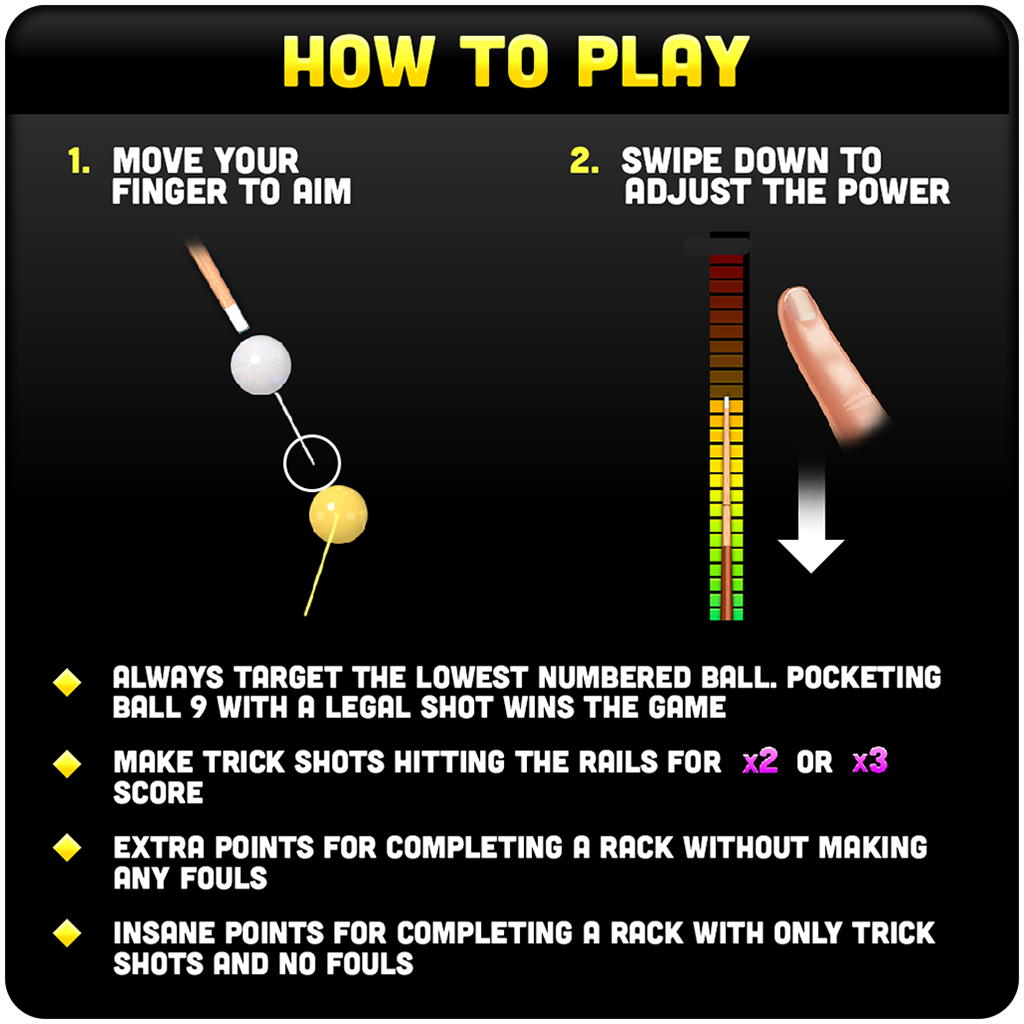 HOW TO PLAY
1. MOVE YOUR
FINGER TO AIM
2. SWIPE DOWN TO
ADJUST THE POWER
ALWAYS TARGET THE LOWEST NUMBERED BALL. POCKETING
BALL 9 WITH A LEGAL SHOT WINS THE GAME
MAKE TRICK SHOTS HITTING THE RAILS FOR x2 OR x3
SCORE
EXTRA POINTS FOR COMPLETING A RACK WITHOUT MAKING
ANY FOULS
INSANE POINTS FOR COMPLETING A RACK WITH ONLY TRICK
SHOTS AND NO FOULS